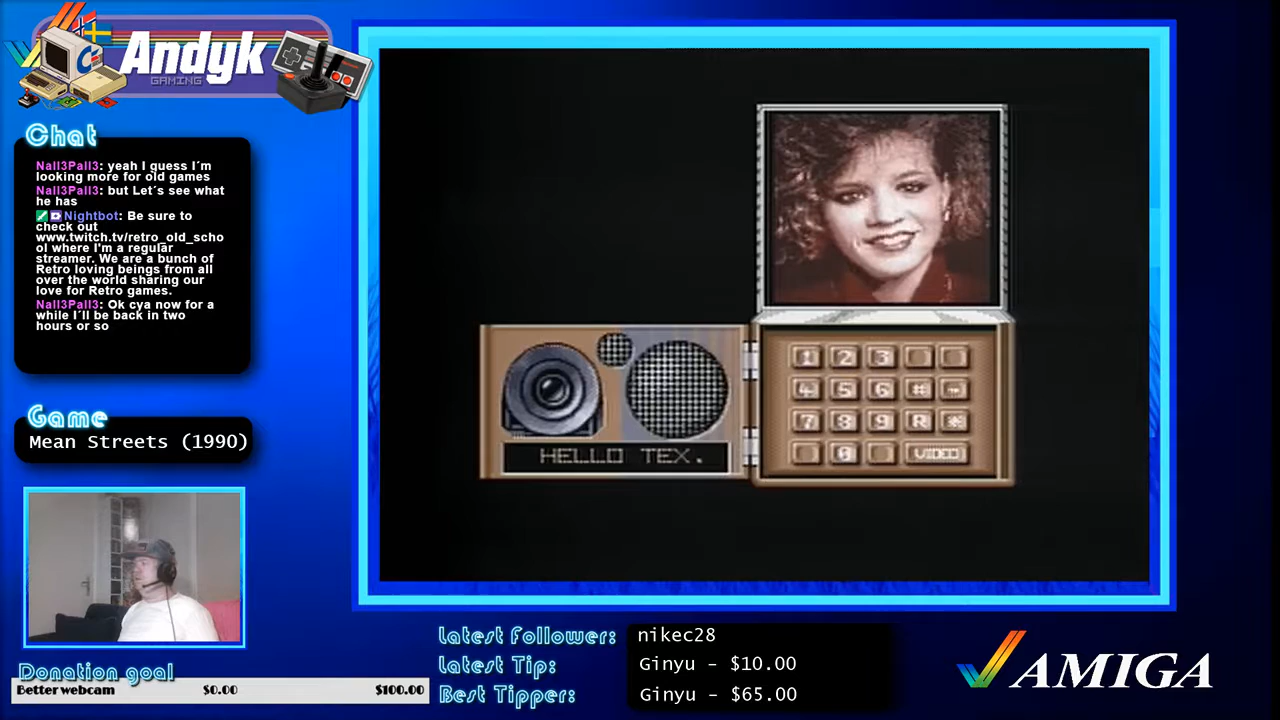 Andyk
GAMING
Chat
Nall3Pall3: yeah I guess I´m
looking more for old games
Nall3Pall3: but Let´s see what
he has
Nightbot: Be sure to
check out
www.twitch.tv/retro_old_scho
ol where I'm a regular
streamer. We are a bunch of
Retro loving beings from all
over the world sharing our
love for Retro games.
Nall3Pall3: Ok cya now for a
while I´ll be back in two
hours or so
Game
Mean Streets (1990)
HELLO TEX.
1 2 3
4 5 6 # -
7 8 9 R *
0 VIDEO
Donation goal
Better webcam $0.00 $100.00
Latest Follower: nikec28
Latest Tip: Ginyu - $10.00
Best Tipper: Ginyu - $65.00
AMIGA